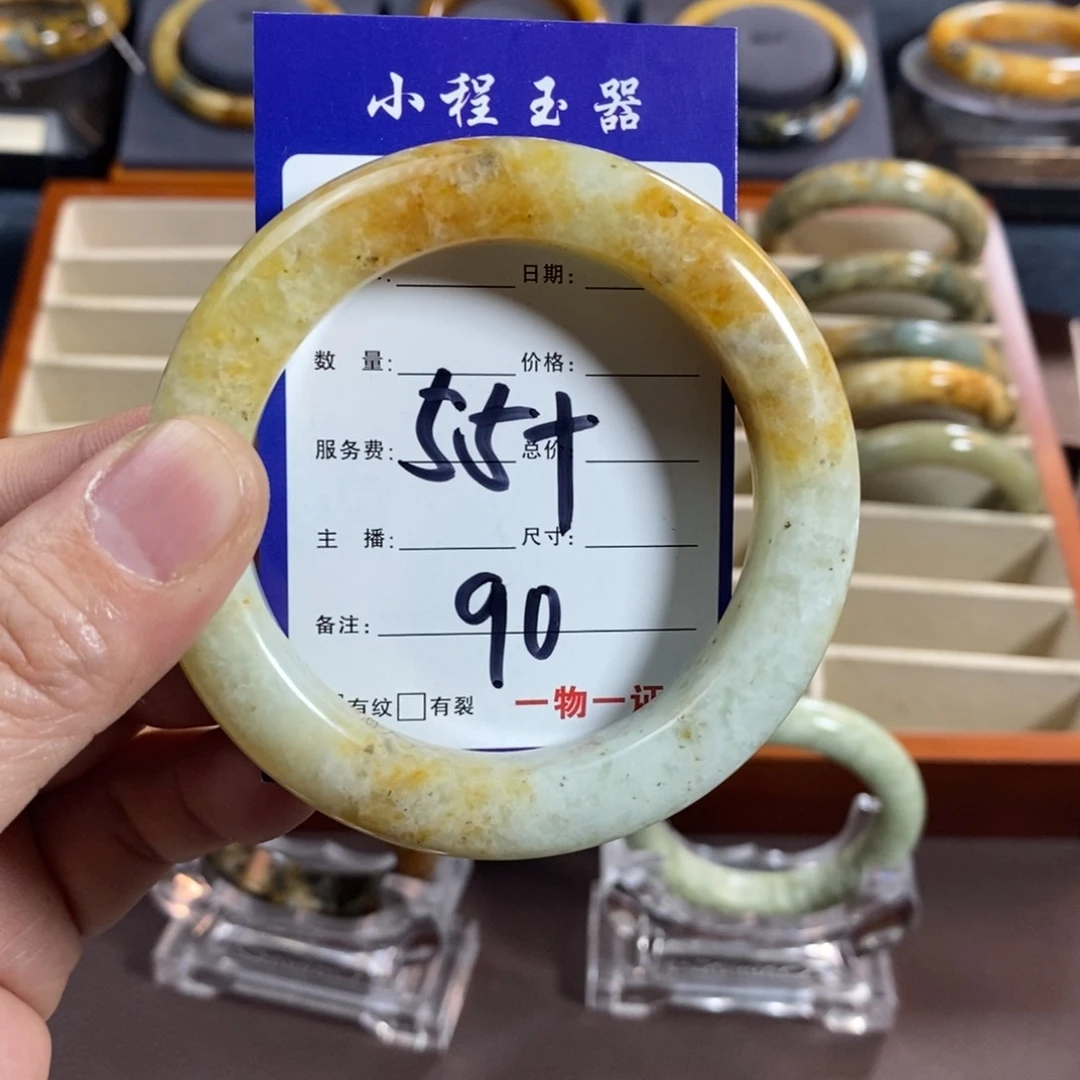 小程玉器
: 日期:
数 量: 价格:
55+
服务费: 总价:
主 播: 尺寸:
90
备注:
有纹 □有裂 一物一证